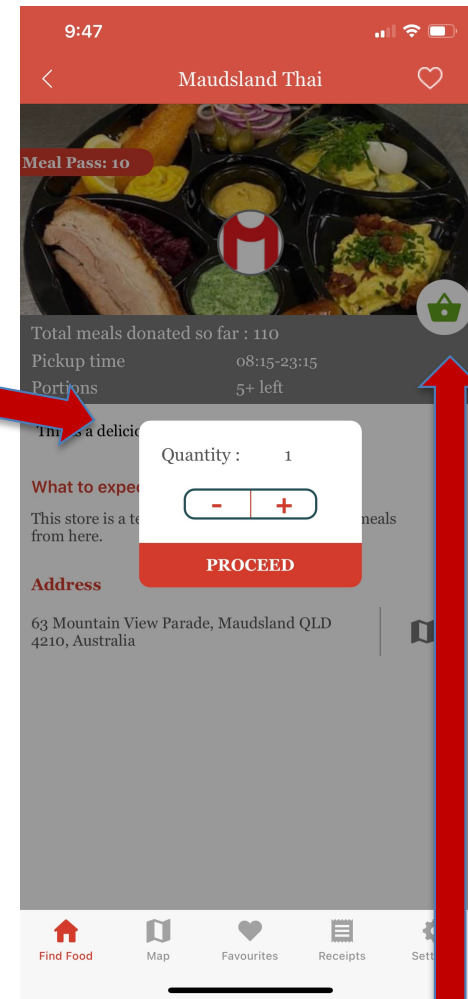 9:47
Maudsland Thai
Meal Pass: 10
Total meals donated so far : 110
Pickup time 08:15-23:15
Portions 5+ left
a delicio
Quantity : 1
What to expe
- +
This store is a te meals
from here.
PROCEED
Address
63 Mountain View Parade, Maudsland QLD
4210, Australia
Find Food Map Favourites Receipts Sett